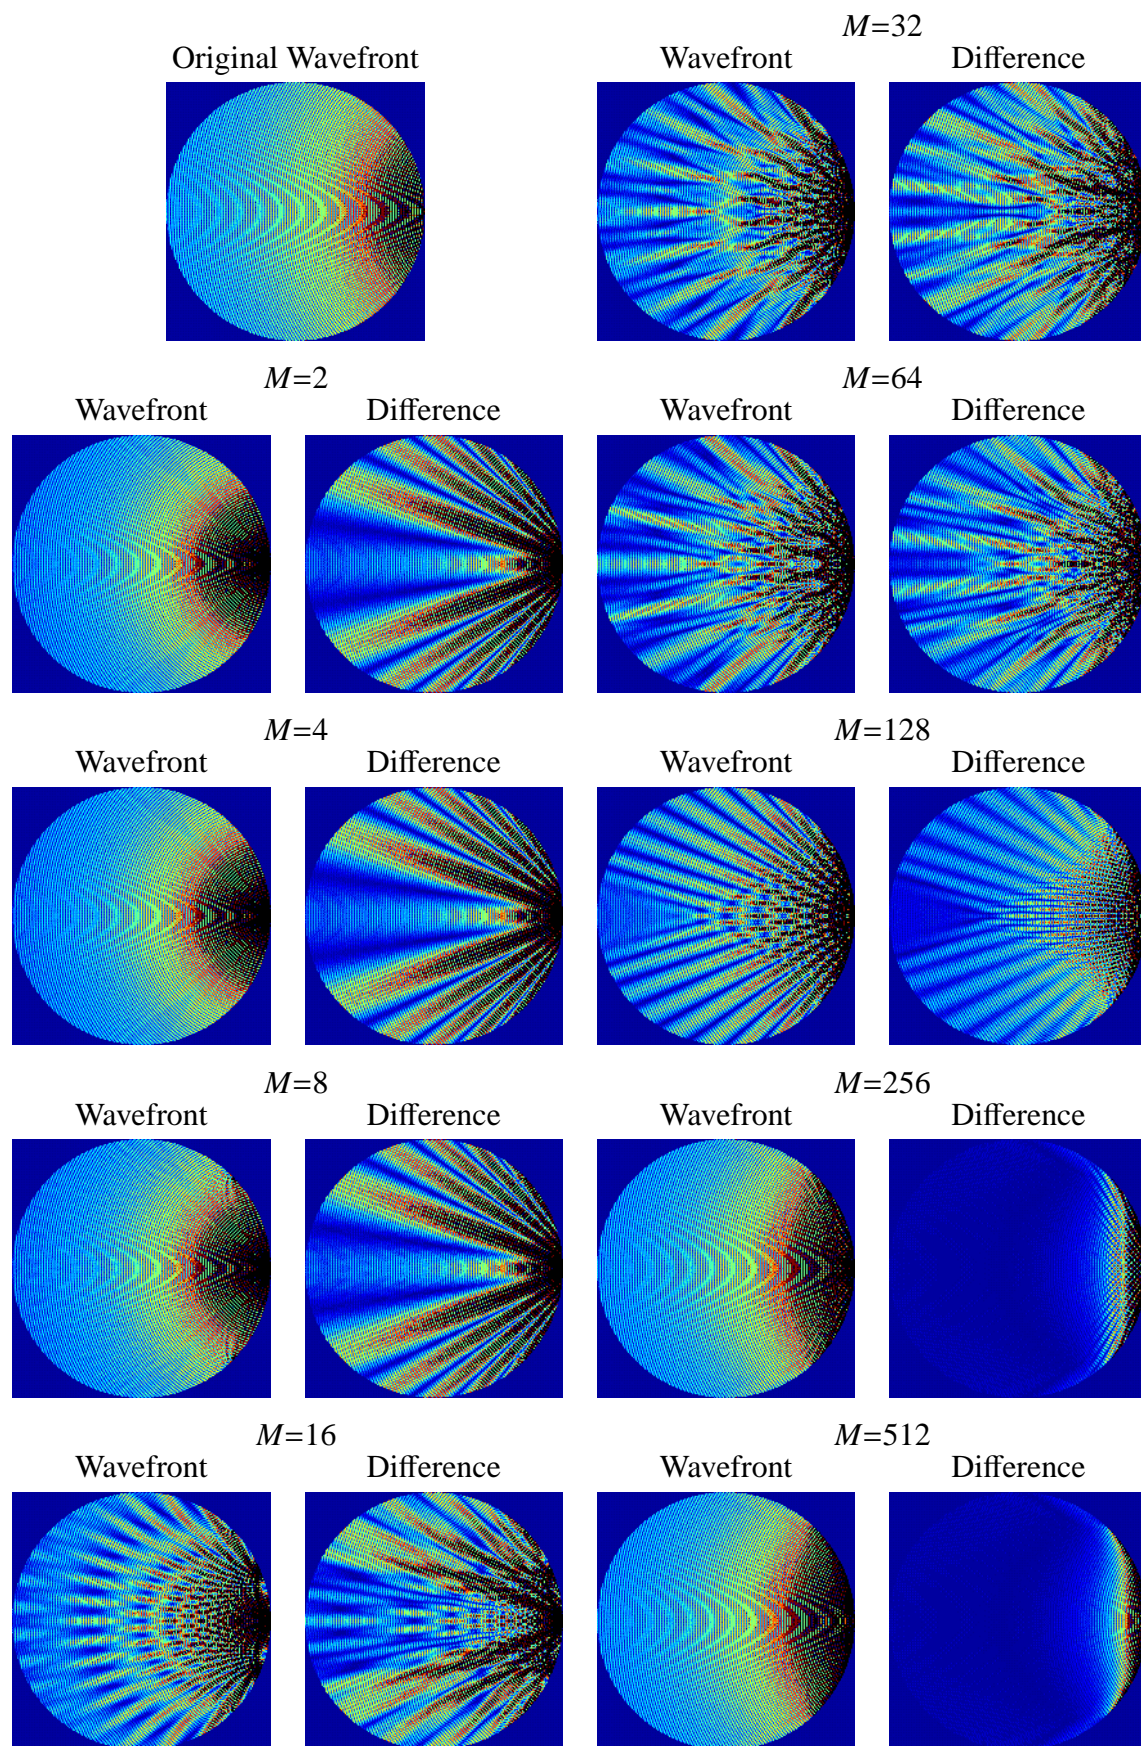 Original Wavefront
M=32
Wavefront Difference
M=2
Wavefront Difference
M=64
Wavefront Difference
M=4
Wavefront Difference
M=128
Wavefront Difference
M=8
Wavefront Difference
M=256
Wavefront Difference
M=16
Wavefront Difference
M=512
Wavefront Difference